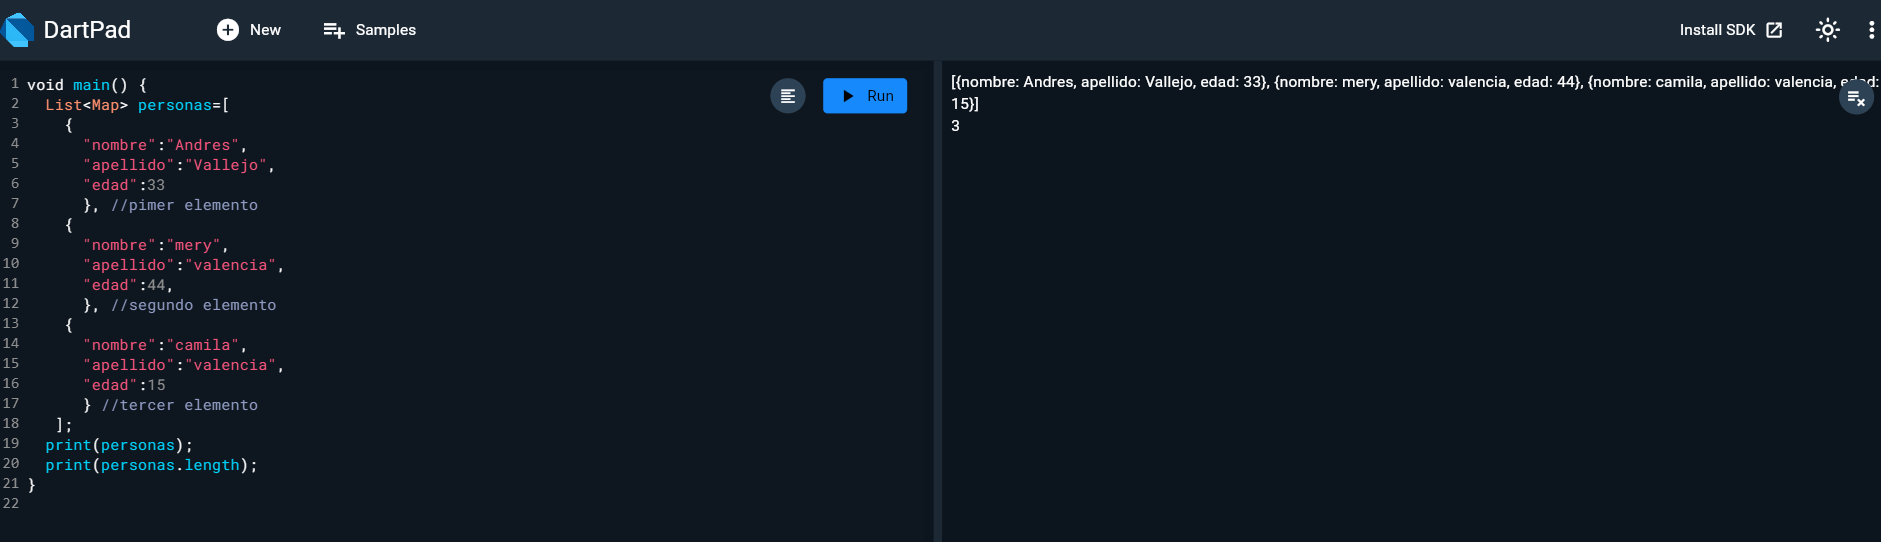 DartPad
New
Samples
Install SDK
1 void main() {
2 List<Map> personas=[
3 {
4 "nombre":"Andres",
5 "apellido":"Vallejo",
6 "edad":33
7 }, //pimer elemento
8 {
9 "nombre":"mery",
10 "apellido":"valencia",
11 "edad":44,
12 }, //segundo elemento
13 {
14 "nombre":"camila",
15 "apellido":"valencia",
16 "edad":15
17 } //tercer elemento
18 ];
19 print(personas);
20 print(personas.length);
21 }
22
Run
[{nombre: Andres, apellido: Vallejo, edad: 33}, {nombre: mery, apellido: valencia, edad: 44}, {nombre: camila, apellido: valencia, edad:
15}]
3